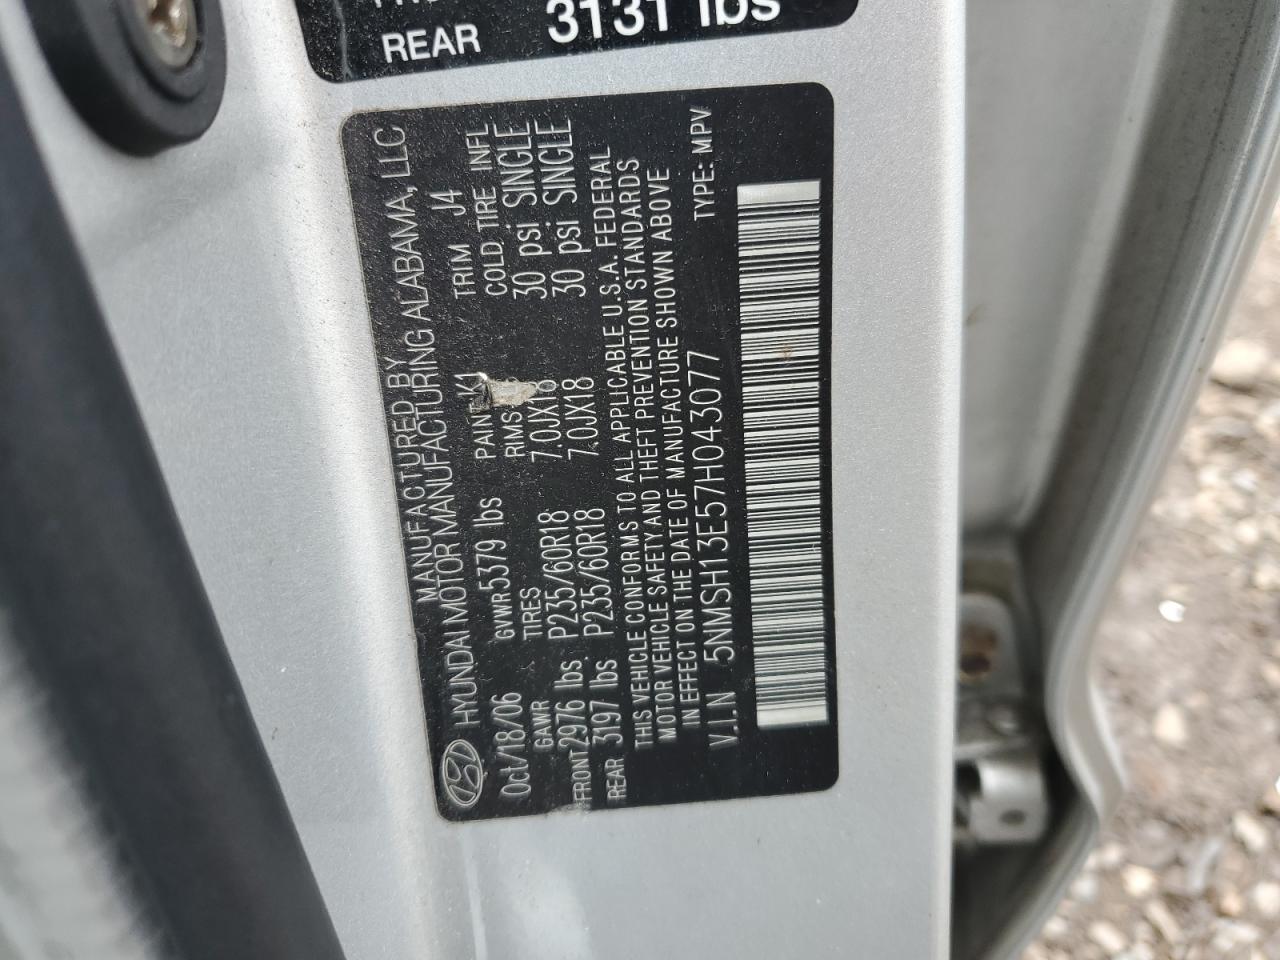 REAR 3131 lbs
MANUFACTURED BY
HYUNDAI MOTOR MANUFACTURING ALABAMA, LLC
Oct/18/06 GVWR 5379 lbs PAINT K1 TRIM J4
GAWR TIRES RIMS COLD TIRE INFL
FRONT 2976 lbs P235/60R18 7.0JX18 30 psi SINGLE
REAR 3197 lbs P235/60R18 7.0JX18 30 psi SINGLE
THIS VEHICLE CONFORMS TO ALL APPLICABLE U.S.A. FEDERAL
MOTOR VEHICLE SAFETY AND THEFT PREVENTION STANDARDS
IN EFFECT ON THE DATE OF MANUFACTURE SHOWN ABOVE
V.I.N 5NMSH13E57H043077 TYPE: MPV